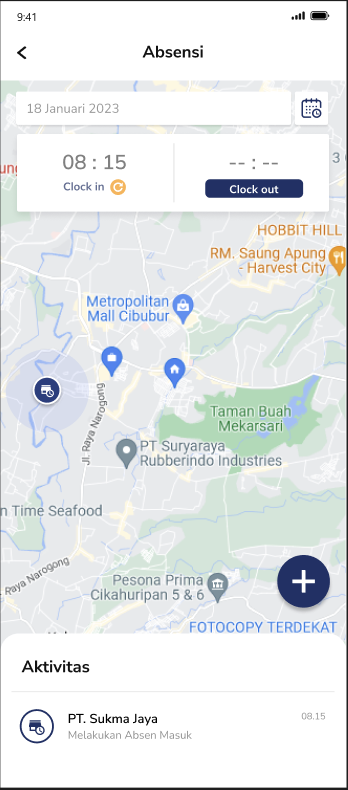 9:41
Absensi
18 Januari 2023
08 : 15
-- : --
Clock in
Clock out
3
HOBBIT HILL
RM. Saung Apung
- Harvest City
Metropolitan
Mall Cibubur
Jl. Raya Narogong
Taman Buah
Mekarsari
PT Suryaraya
Rubberindo Industries
n Time Seafood
Raya Narogong
Pesona Prima
Cikahuripan 5 & 6
FOTOCOPY TERDEKAT
Aktivitas
PT. Sukma Jaya
08.15
Melakukan Absen Masuk